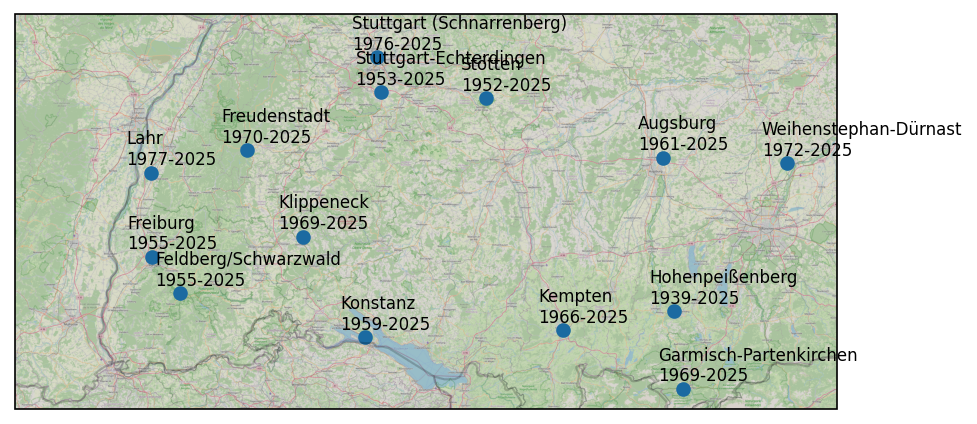 Stuttgart (Schnarrenberg)
1976-2025
Stuttgart-Echterdingen
1953-2025
Stötten
1952-2025
Freudenstadt
1970-2025
Lahr
1977-2025
Augsburg
1961-2025
Weihenstephan-Dürnast
1972-2025
Klippeneck
1969-2025
Freiburg
1955-2025
Feldberg/Schwarzwald
1955-2025
Konstanz
1959-2025
Kempten
1966-2025
Hohenpeißenberg
1939-2025
Garmisch-Partenkirchen
1969-2025